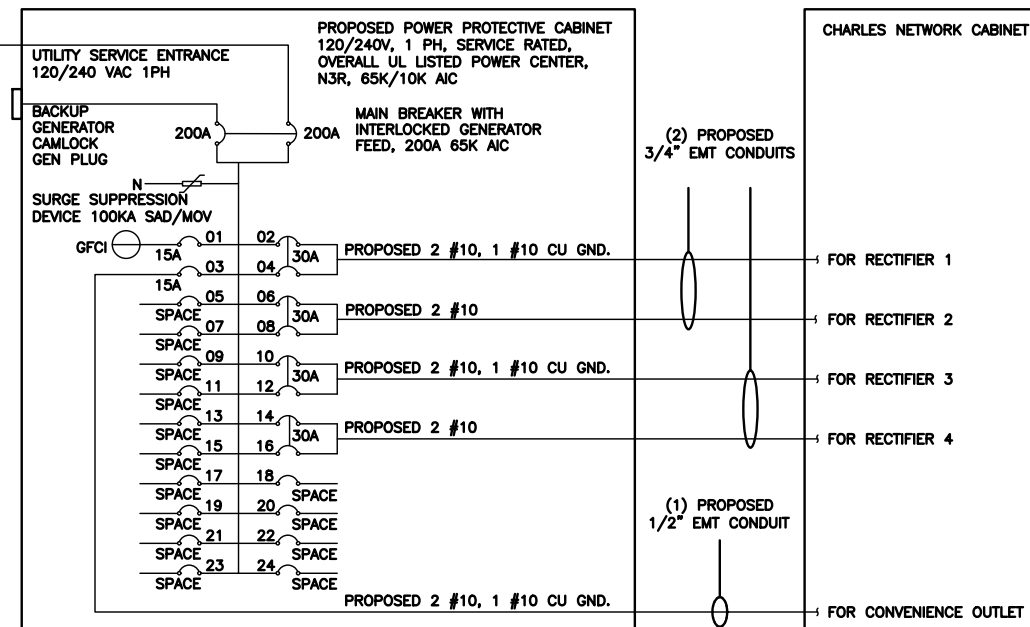 PROPOSED POWER PROTECTIVE CABINET
120/240V, 1 PH, SERVICE RATED,
OVERALL UL LISTED POWER CENTER,
N3R, 65K/10K AIC
CHARLES NETWORK CABINET
UTILITY SERVICE ENTRANCE
120/240 VAC 1PH
BACKUP
GENERATOR
CAMLOCK
GEN PLUG
200A
200A
MAIN BREAKER WITH
INTERLOCKED GENERATOR
FEED, 200A 65K AIC
(2) PROPOSED
3/4" EMT CONDUITS
N
SURGE SUPPRESSION
DEVICE 100KA SAD/MOV
GFCI
15A
01
02
30A
PROPOSED 2 #10, 1 #10 CU GND.
FOR RECTIFIER 1
15A
03
04
SPACE
05
06
30A
PROPOSED 2 #10
FOR RECTIFIER 2
SPACE
07
08
SPACE
09
10
30A
PROPOSED 2 #10, 1 #10 CU GND.
FOR RECTIFIER 3
SPACE
11
12
SPACE
13
14
30A
PROPOSED 2 #10
FOR RECTIFIER 4
SPACE
15
16
SPACE
17
18
SPACE
SPACE
19
20
SPACE
SPACE
21
22
SPACE
SPACE
23
24
SPACE
(1) PROPOSED
1/2" EMT CONDUIT
PROPOSED 2 #10, 1 #10 CU GND.
FOR CONVENIENCE OUTLET